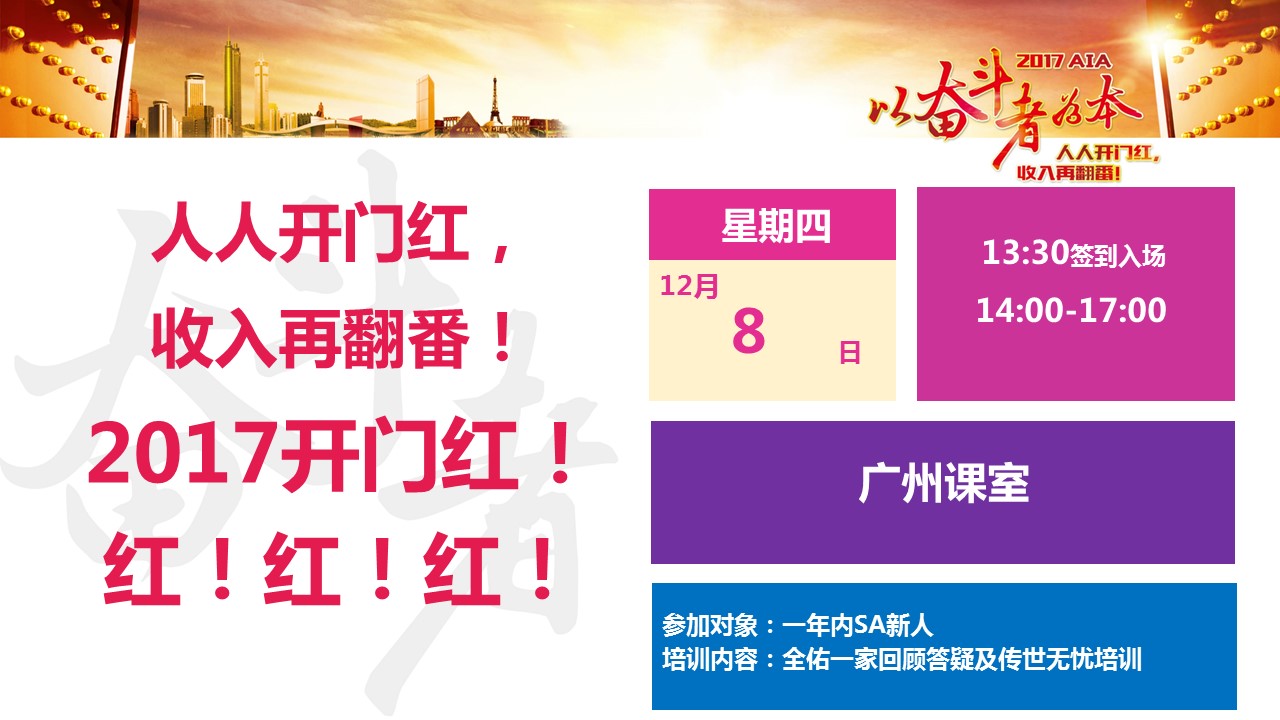 2017 AIA
以奋斗者为本
人人开门红,
收入再翻番!
人人开门红，
收入再翻番！
2017开门红！
红！红！红！
星期四
12月
8
日
13:30签到入场
14:00-17:00
广州课室
参加对象：一年内SA新人
培训内容：全佑一家回顾答疑及传世无忧培训
奋斗者